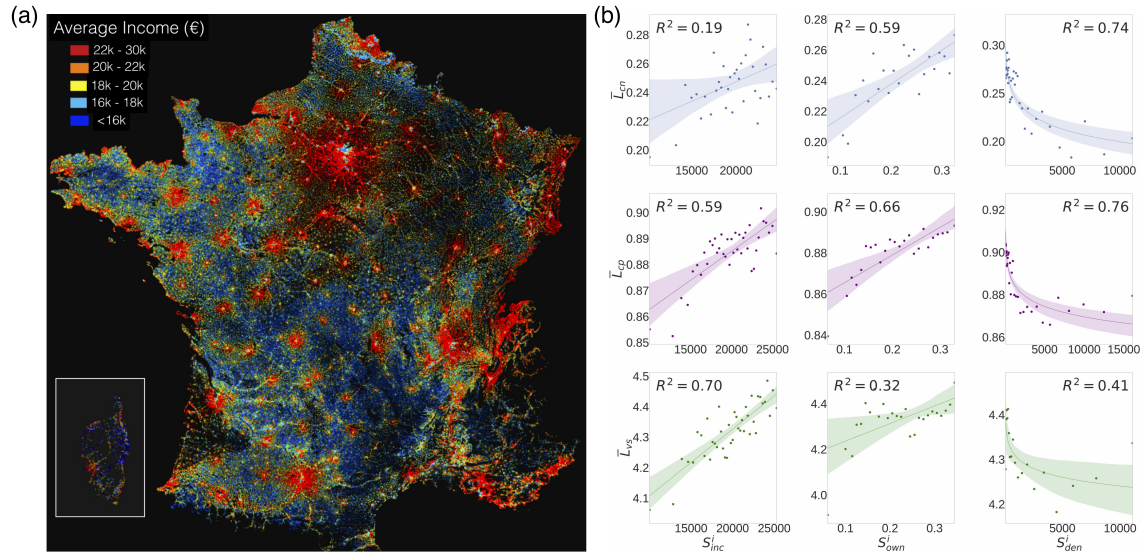 (a)
Average Income (€)
22k - 30k
20k - 22k
18k - 20k
16k - 18k
<16k
(b)
R² = 0.19
0.28
0.26
0.24
0.22
0.20
15000 20000
L̅cn
R² = 0.59
0.28
0.26
0.24
0.22
0.20
0.1 0.2 0.3
R² = 0.74
0.30
0.25
0.20
0 5000 10000
R² = 0.59
0.90
0.89
0.88
0.87
0.86
0.85
15000 20000 25000
L̅cp
R² = 0.66
0.90
0.88
0.86
0.84
0.1 0.2 0.3
R² = 0.76
0.92
0.90
0.88
0.86
5000 10000 15000
R² = 0.70
4.5
4.4
4.3
4.2
4.1
15000 20000 25000
L̅vs
Sⁱinc
R² = 0.32
4.4
4.2
4.0
3.9
0.1 0.2 0.3
Sⁱown
R² = 0.41
4.4
4.3
4.2
0 5000 10000
Sⁱden